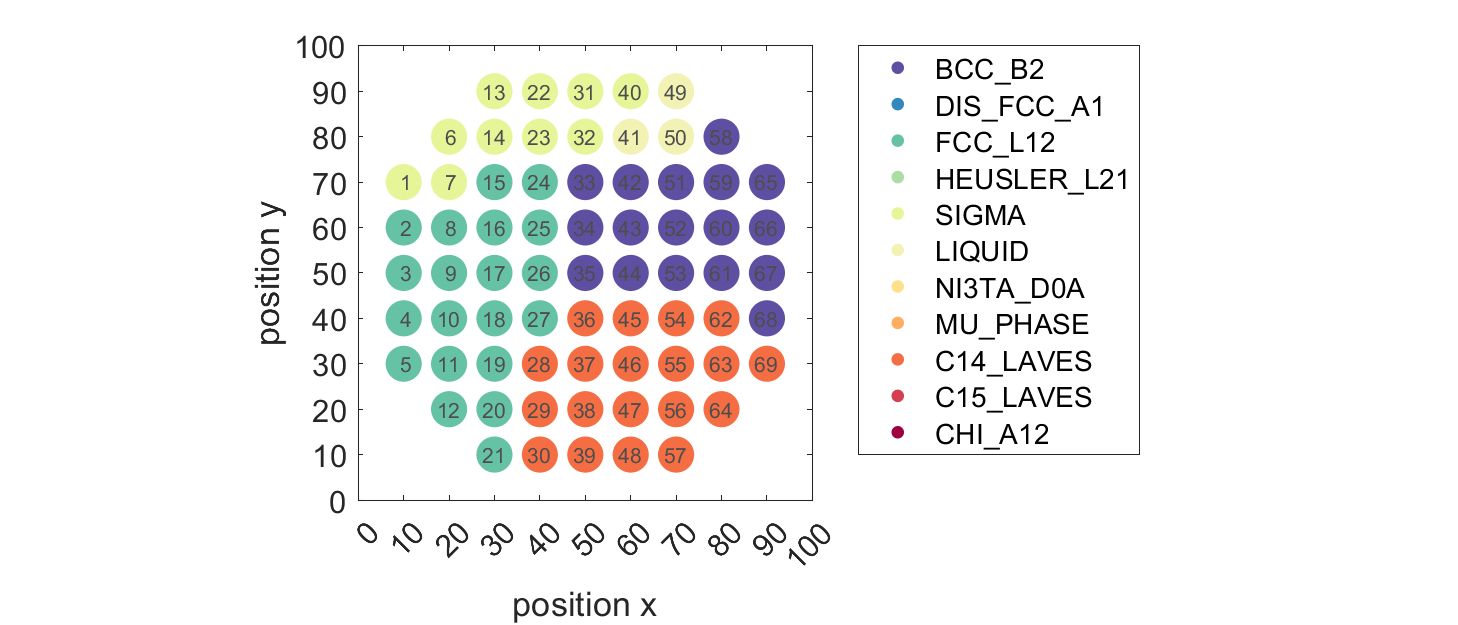 100
90
80
70
60
50
40
30
20
10
0
position y
13 22 31 40 49
6 14 23 32 41 50 58
1 7 15 24 33 42 51 59 65
2 8 16 25 34 43 52 60 66
3 9 17 26 35 44 53 61 67
4 10 18 27 36 45 54 62 68
5 11 19 28 37 46 55 63 69
12 20 29 38 47 56 64
21 30 39 48 57
0 10 20 30 40 50 60 70 80 90 100
position x
BCC_B2
DIS_FCC_A1
FCC_L12
HEUSLER_L21
SIGMA
LIQUID
NI3TA_D0A
MU_PHASE
C14_LAVES
C15_LAVES
CHI_A12